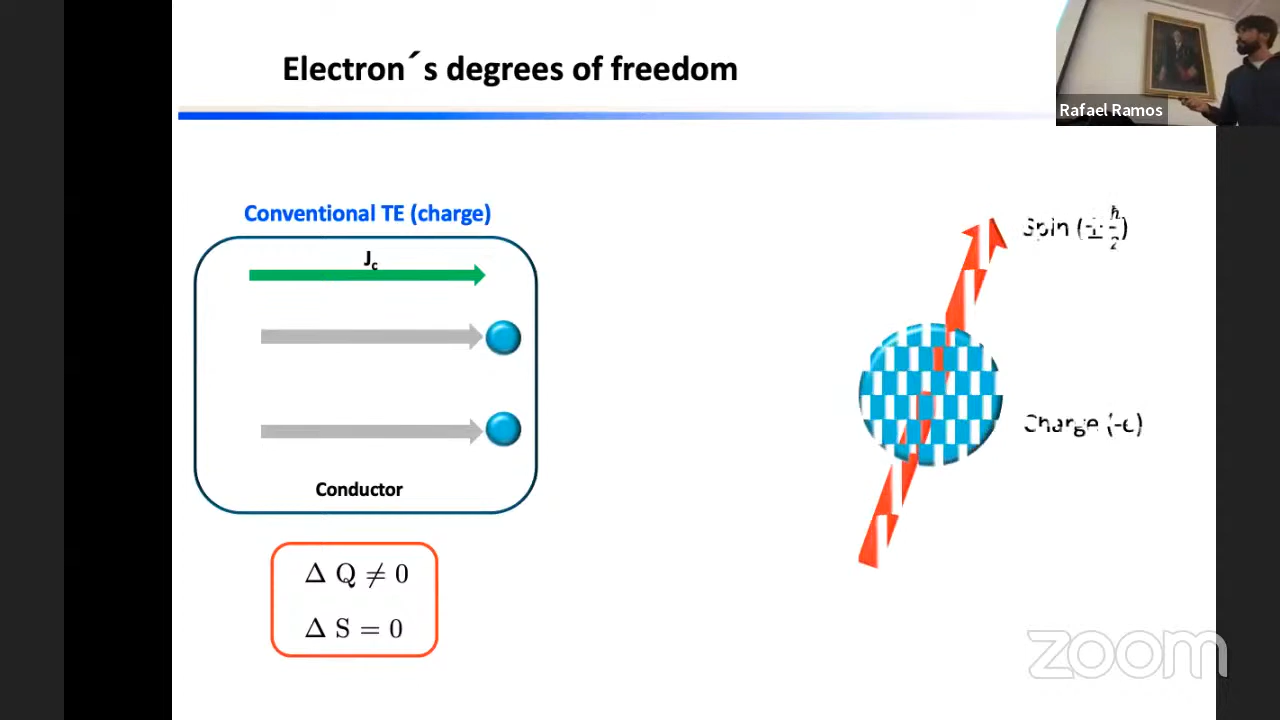 Electron´s degrees of freedom
Rafael Ramos
Conventional TE (charge)
J_c
Conductor
Δ Q ≠ 0
Δ S = 0
Spin (± ħ/2)
Charge (-e)
zoom